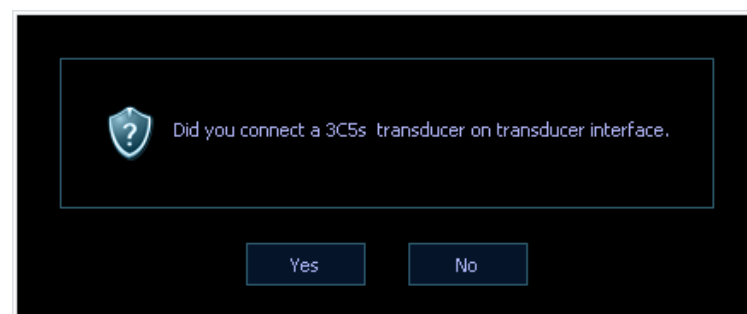 Did you connect a 3C5s  transducer on transducer interface.
Yes
No